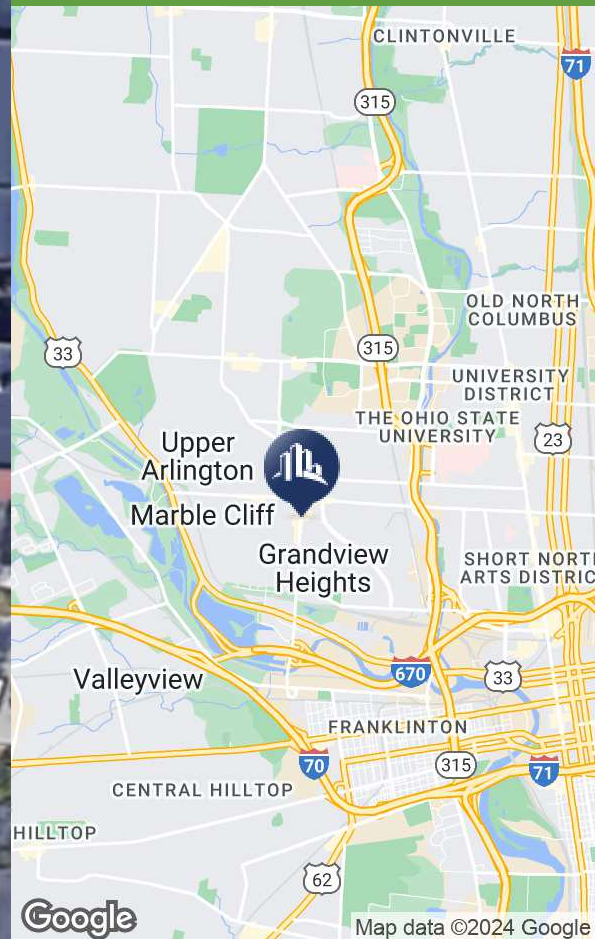 CLINTONVILLE
71
315
OLD NORTH
COLUMBUS
33
315
UNIVERSITY
DISTRICT
THE OHIO STATE
UNIVERSITY
23
Upper
Arlington
Marble Cliff
Grandview
Heights
SHORT NORT
ARTS DISTRIC
Valleyview
670
33
FRANKLINTON
70
315
71
CENTRAL HILLTOP
HILLTOP
62
Google
Map data ©2024 Google